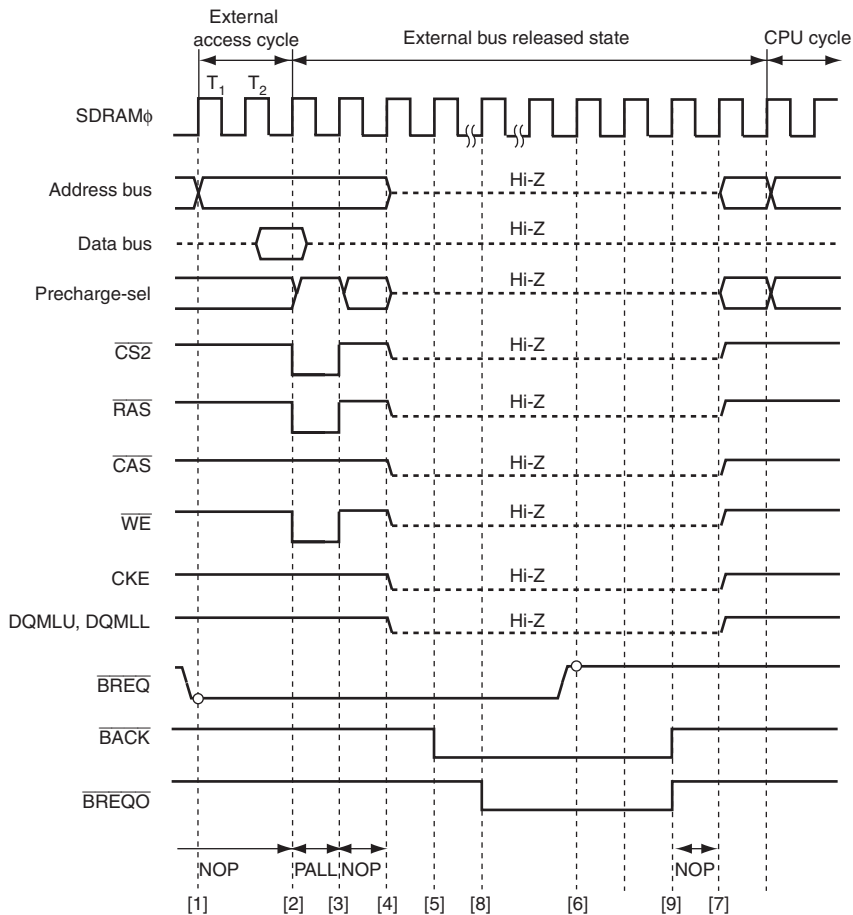 External
access cycle
External bus released state
CPU cycle
T1 T2
SDRAMϕ
Address bus
Hi-Z
Data bus
Hi-Z
Precharge-sel
Hi-Z
CS2
Hi-Z
RAS
Hi-Z
CAS
Hi-Z
WE
Hi-Z
CKE
Hi-Z
DQMLU, DQMLL
Hi-Z
BREQ
BACK
BREQO
NOP PALL NOP NOP
[1] [2] [3] [4] [5] [8] [6] [9] [7]